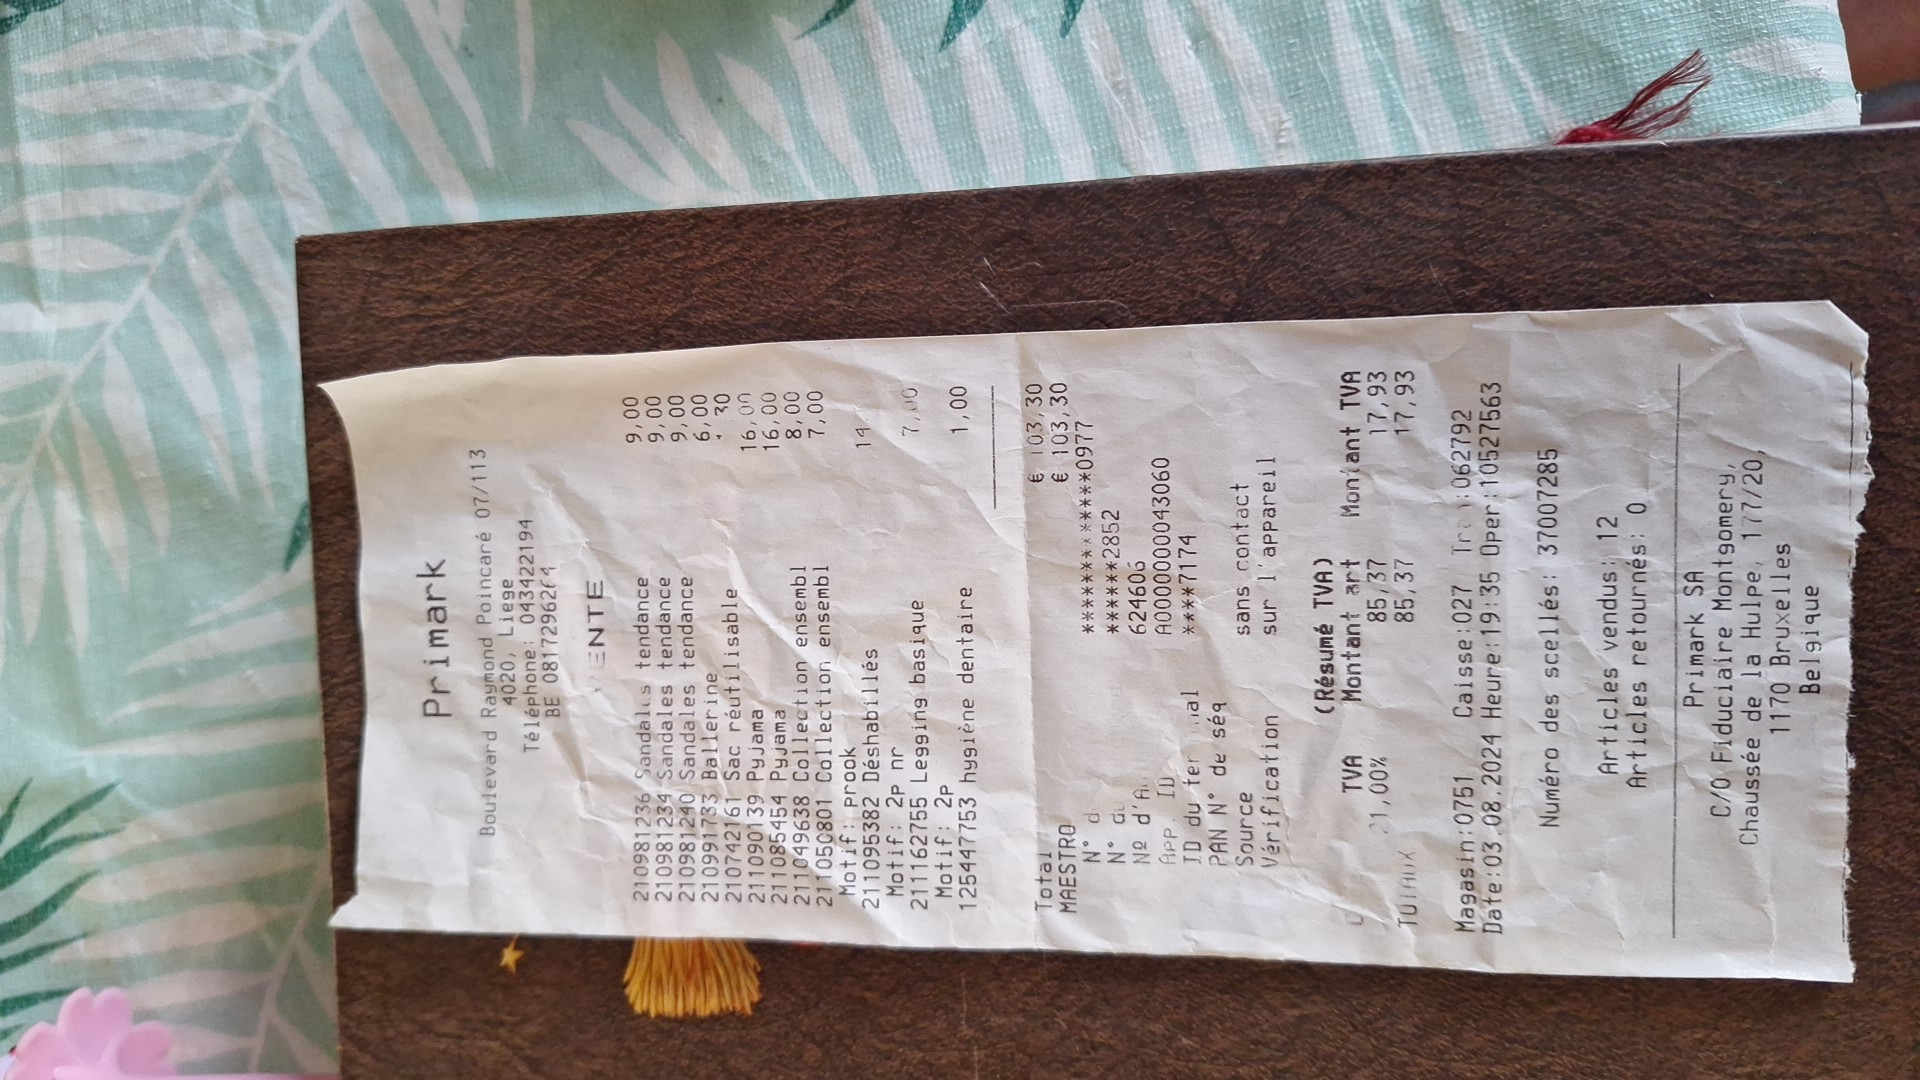 Primark
Boulevard Raymond Poincaré 07/113
4020, Liege
Téléphone: 043422194
BE
210981236 Sandales tendance 9,00
210981234 Sandales tendance 9,00
210981240 Sandales tendance 9,00
210991733 Ballerine 6,00
210742161 Sac réutilisable
211090139 Pyjama 16,00
211085454 Pyjama 16,00
211049638 Collection ensembl 8,00
211050801 Collection ensembl 7,00
Motif: prook
211095382 Déshabillés 14
Motif: 2p nr
211162755 Legging basique 7,00
Motif: 2p
125447753 hygiène dentaire 1,00
Total € 103,30
MAESTRO € 103,30
N° 0977
N° ******2852
Nº
App. ID A0000000043060
ID du ****7174
PAN N° de séq
Source sans contact
Vérification sur l'appareil
(Résumé TVA)
TVA Montant Montant TVA
85,37 17,93
85,37 17,93
Magasin:0751 Caisse:027 062792
Date:03.08.2024 Heure:19:35 Oper:10527563
Numéro des scellés: 37007285
Articles vendus: 12
Articles retournés: 0
Primark SA
C/O Fiduciaire Montgomery,
Chaussée de la Hulpe, 177/20,
1170 Bruxelles
Belgique